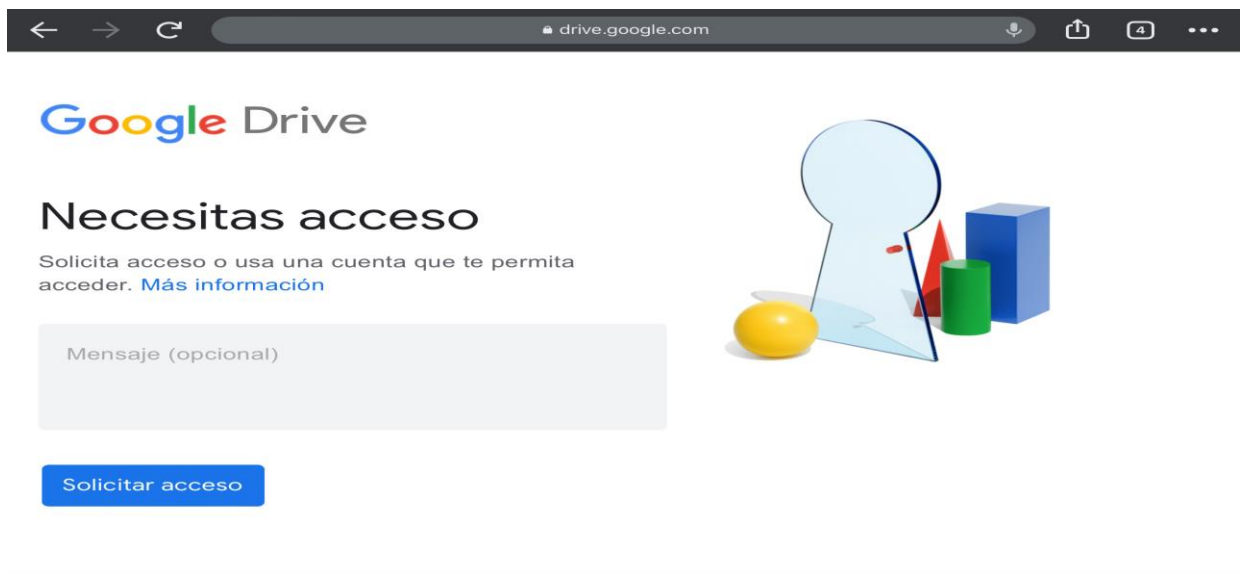 drive.google.com
4
Google Drive
Necesitas acceso
Solicita acceso o usa una cuenta que te permita
acceder. Más información
Mensaje (opcional)
Solicitar acceso